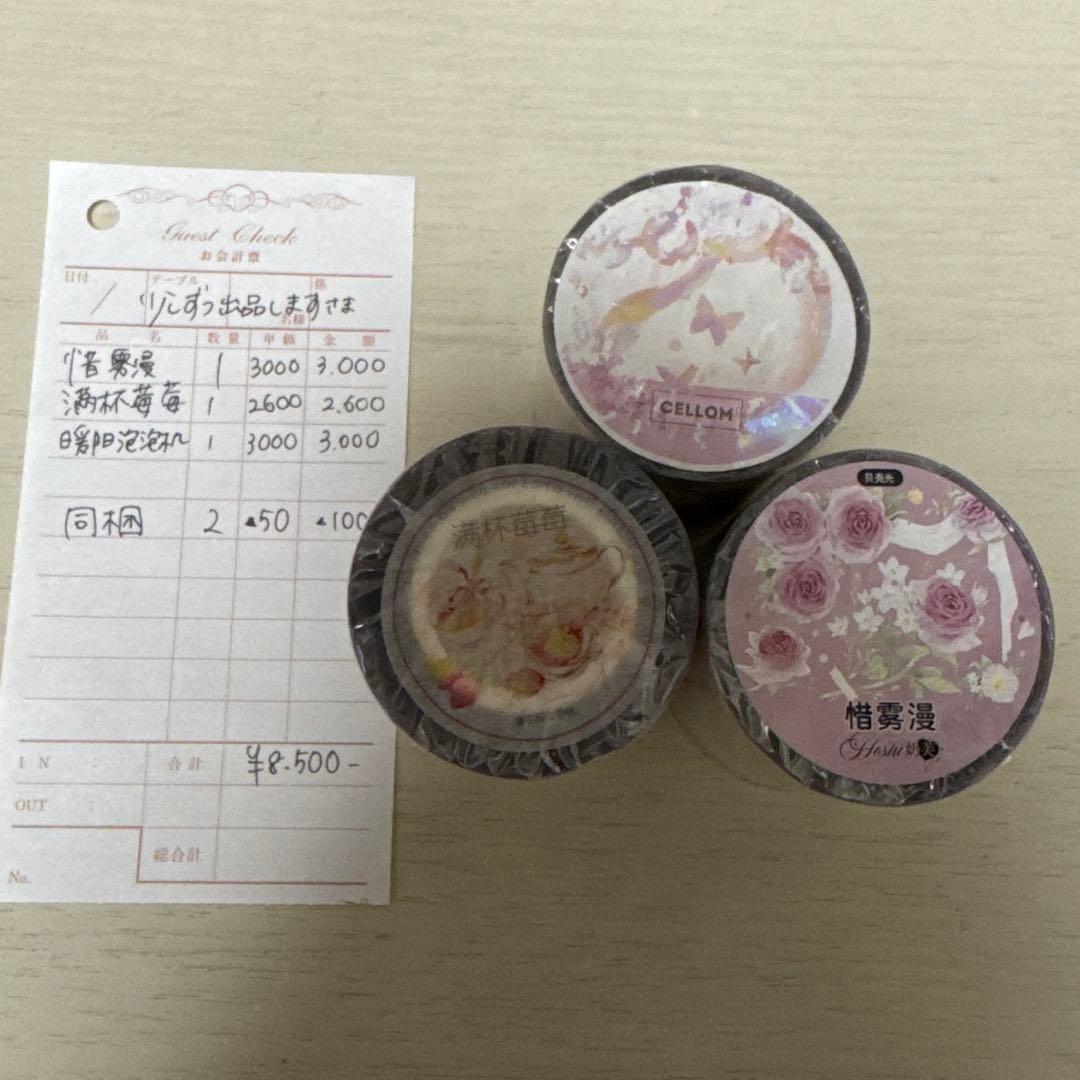 Guest Check
お会計票
日付 テーブル 係
/ りこずっ出品しますさま
名様
品名 数量 単価 金額
惜雾漫 1 3000 3.000
满杯莓莓 1 2600 2.600
暖阳泡泡机 1 3000 3.000
同梱 2 ▲50 ▲100
I N : 合計 ¥8.500-
OUT :
総合計
No.
CELLOM
满杯莓莓
贝壳光
惜雾漫